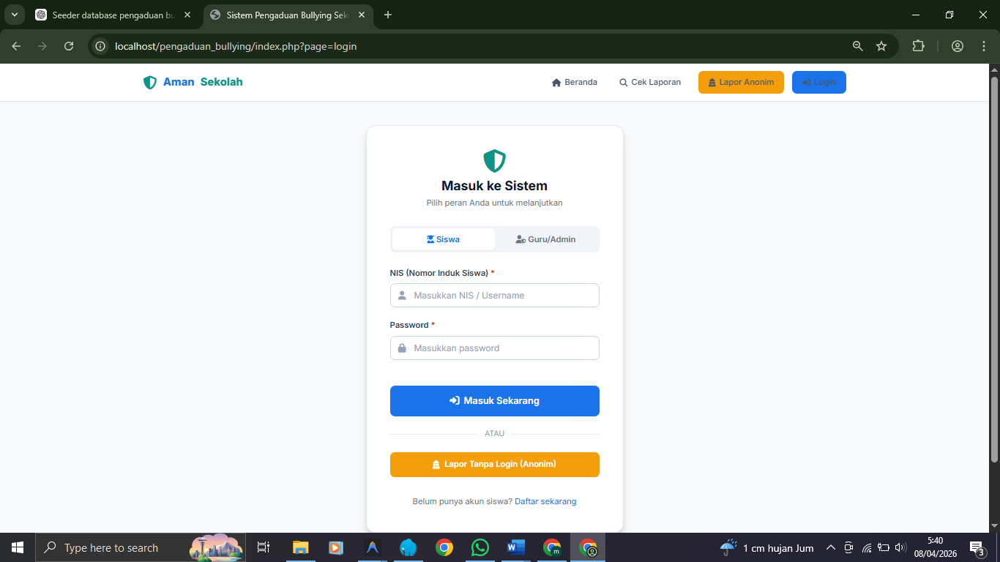 Seeder database pengaduan bu
Sistem Pengaduan Bullying Sek
localhost/pengaduan_bullying/index.php?page=login
Aman Sekolah
Beranda
Cek Laporan
Lapor Anonim
Login
Masuk ke Sistem
Pilih peran Anda untuk melanjutkan
Siswa
Guru/Admin
NIS (Nomor Induk Siswa) *
Masukkan NIS / Username
Password *
Masukkan password
Masuk Sekarang
ATAU
Lapor Tanpa Login (Anonim)
Belum punya akun siswa? Daftar sekarang
Type here to search
1 cm hujan Jum
5:40
08/04/2026
3